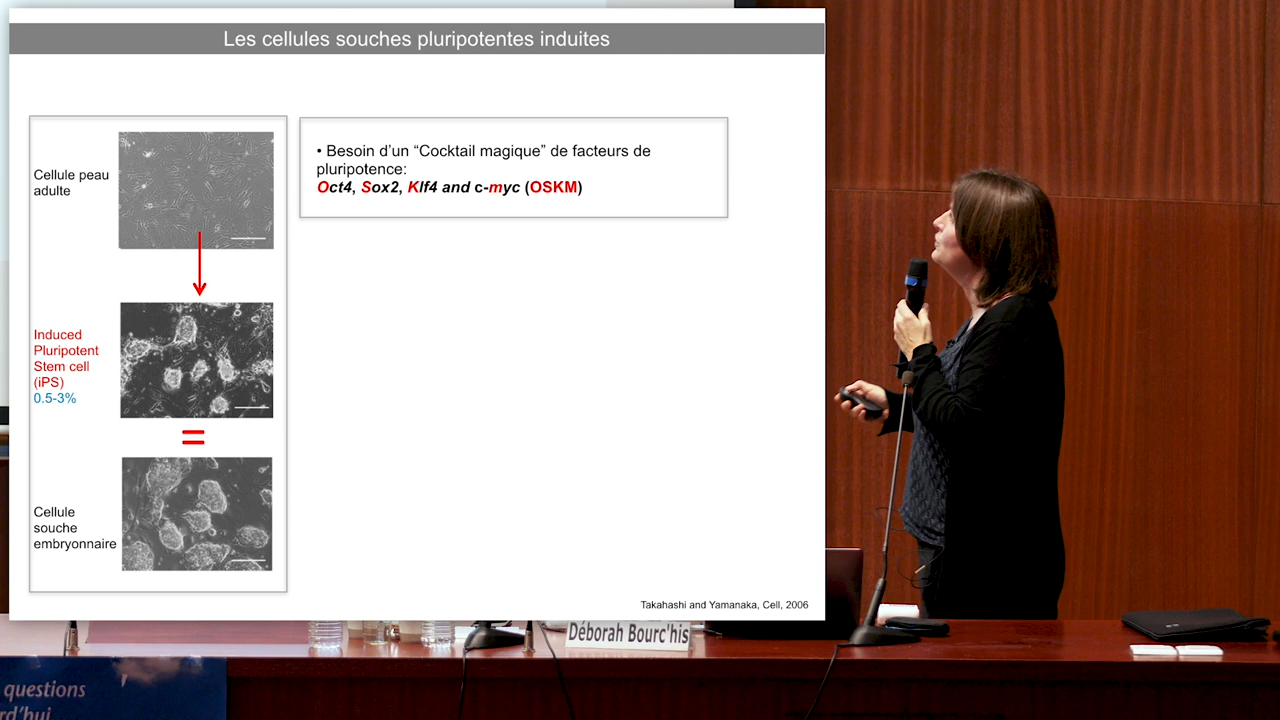 Les cellules souches pluripotentes induites
Cellule peau
adulte
Induced
Pluripotent
Stem cell
(iPS)
0.5-3%
Cellule
souche
embryonnaire
• Besoin d’un “Cocktail magique” de facteurs de
pluripotence:
Oct4, Sox2, Klf4 and c-myc (OSKM)
Takahashi and Yamanaka, Cell, 2006
Déborah Bourc'his
questions
rd'hui